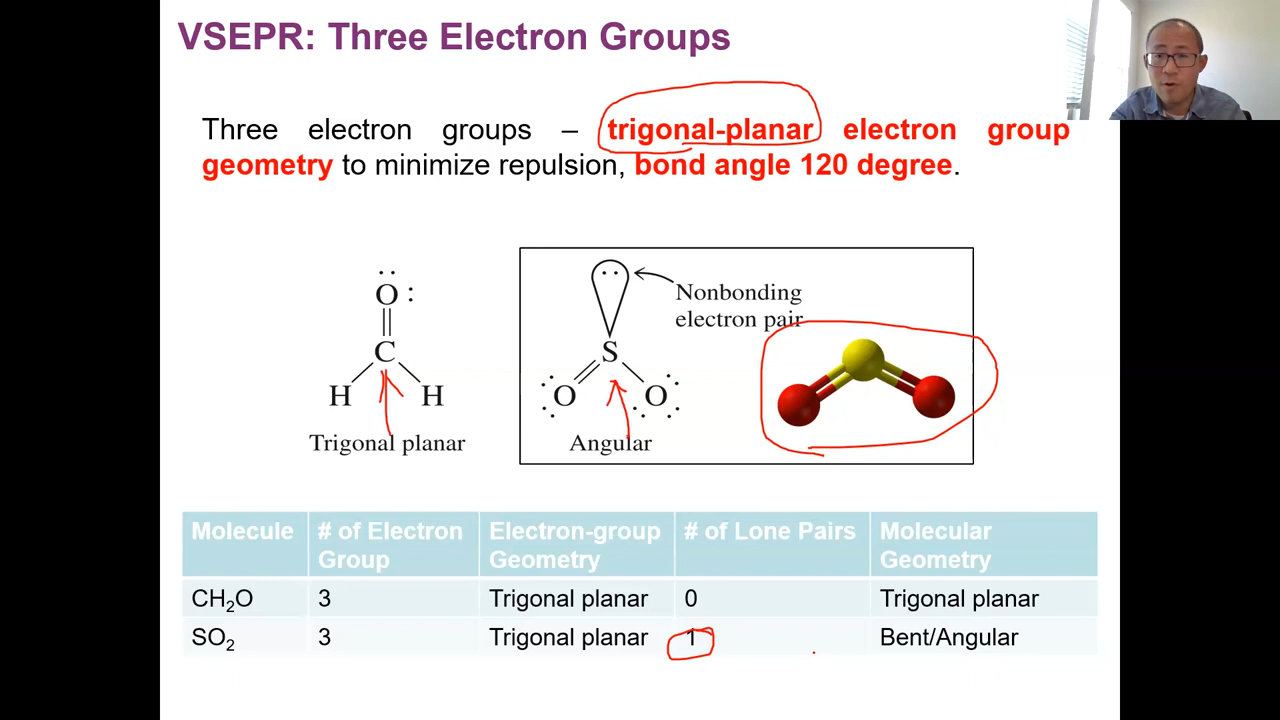 VSEPR: Three Electron Groups
Three electron groups – trigonal-planar electron group
geometry to minimize repulsion, bond angle 120 degree.
O
C
H H
Trigonal planar
Nonbonding
electron pair
S
O O
Angular
Molecule # of Electron Group Electron-group Geometry # of Lone Pairs Molecular Geometry
CH₂O 3 Trigonal planar 0 Trigonal planar
SO₂ 3 Trigonal planar 1 Bent/Angular